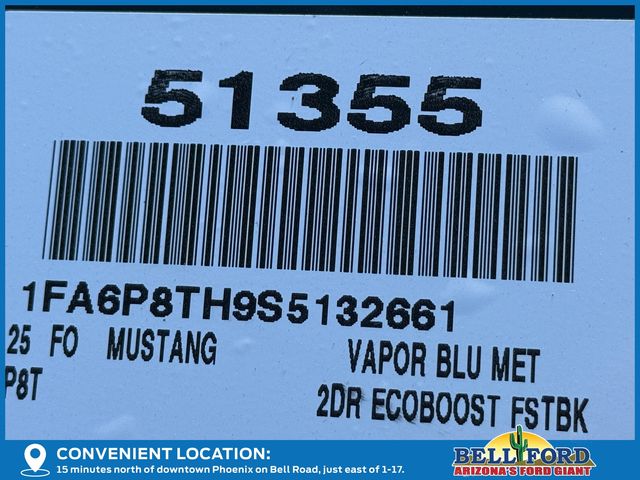 51355
1FA6P8TH9S5132661
25 FO MUSTANG VAPOR BLU MET
P8T 2DR ECOBOOST FSTBK
CONVENIENT LOCATION:
15 minutes north of downtown Phoenix on Bell Road, just east of 1-17.
BELL FORD
ARIZONA'S FORD GIANT